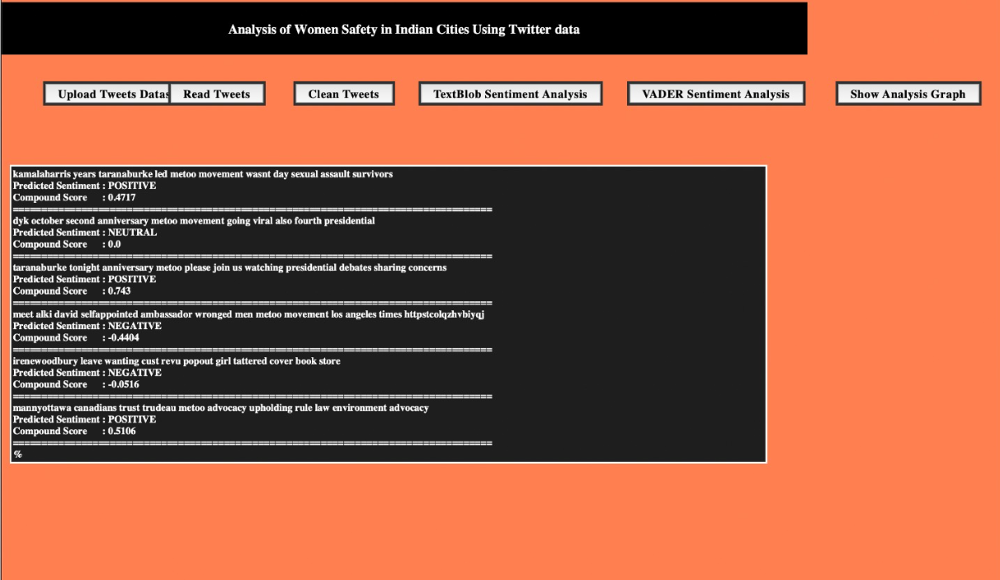 Analysis of Women Safety in Indian Cities Using Twitter data
Upload Tweets Datas Read Tweets Clean Tweets TextBlob Sentiment Analysis VADER Sentiment Analysis Show Analysis Graph
kamalaharris years taranaburke led metoo movement wasnt day sexual assault survivors
Predicted Sentiment : POSITIVE
Compound Score : 0.4717
================================================================================
dyk october second anniversary metoo movement going viral also fourth presidential
Predicted Sentiment : NEUTRAL
Compound Score : 0.0
================================================================================
taranaburke tonight anniversary metoo please join us watching presidential debates sharing concerns
Predicted Sentiment : POSITIVE
Compound Score : 0.743
================================================================================
meet alki david selfappointed ambassador wronged men metoo movement los angeles times httpstcolqzhvbiyqj
Predicted Sentiment : NEGATIVE
Compound Score : -0.4404
================================================================================
irenewoodbury leave wanting cust revu popout girl tattered cover book store
Predicted Sentiment : NEGATIVE
Compound Score : -0.0516
================================================================================
mannyottawa canadians trust trudeau metoo advocacy upholding rule law environment advocacy
Predicted Sentiment : POSITIVE
Compound Score : 0.5106
================================================================================
%